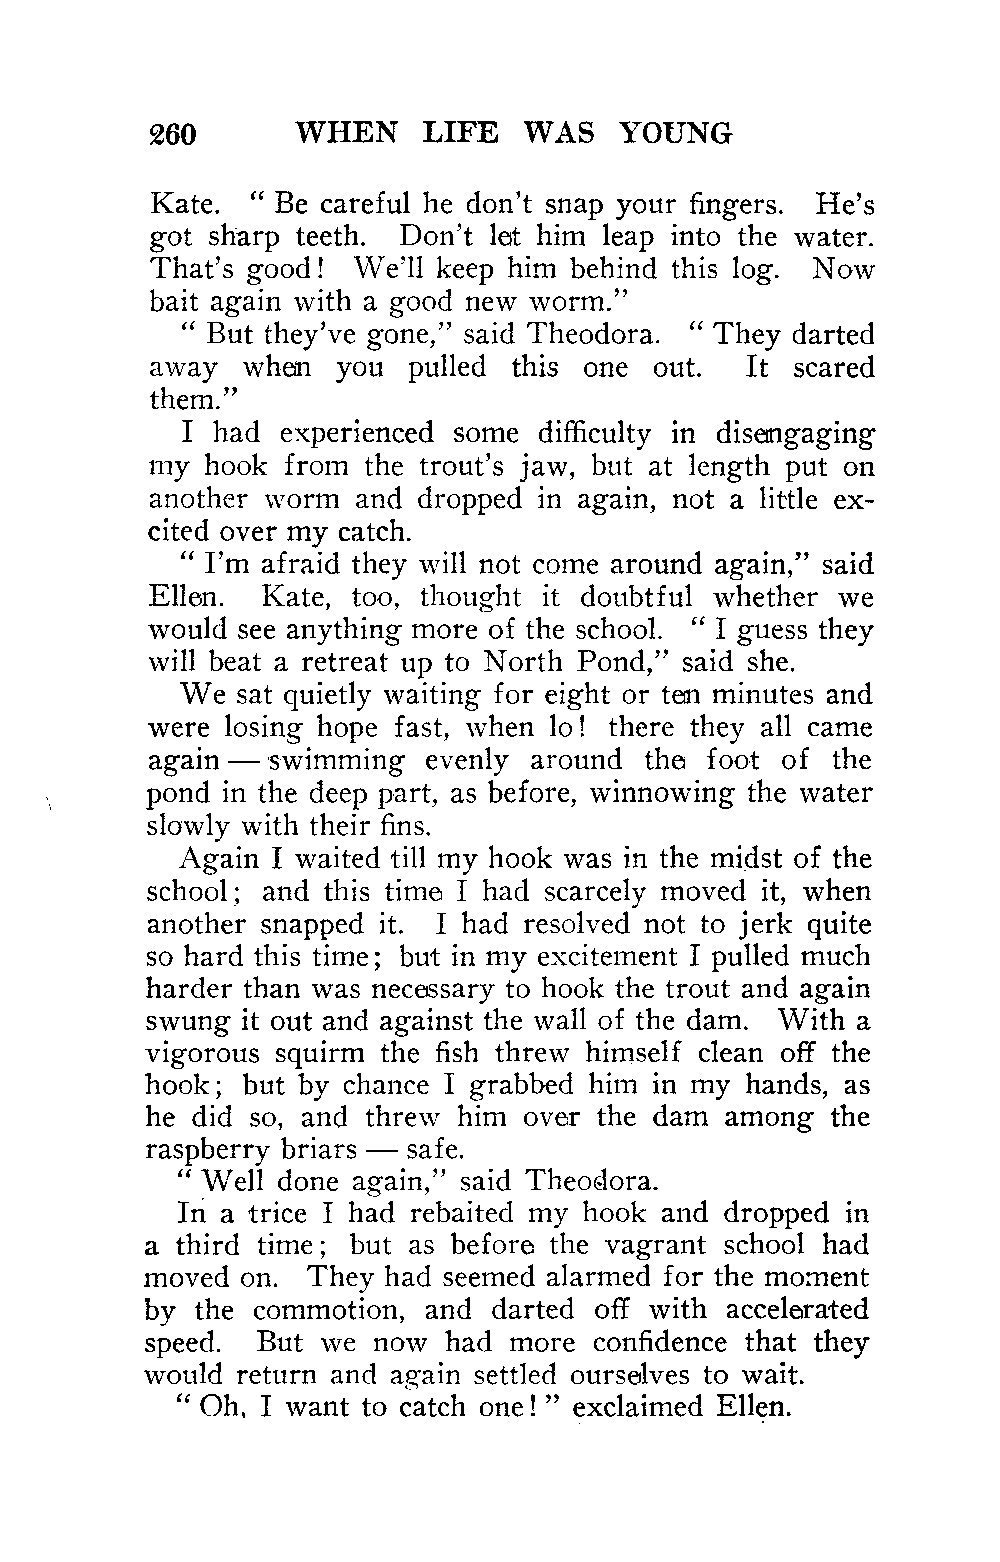 260 WHEN LIFE WAS YOUNG
Kate. " Be careful he don't snap your fingers. He's
got sharp teeth. Don't let him leap into the water.
That's good! We'll keep him behind this log. Now
bait again with a good new worm."
" But they've gone," said Theodora. " They darted
away when you pulled this one out. It scared
them."
I had experienced some difficulty in disengaging
my hook from the trout's jaw, but at length put on
another worm and dropped in again, not a little ex-
cited over my catch.
" I'm afraid they will not come around again," said
Ellen. Kate, too, thought it doubtful whether we
would see anything more of the school. " I guess they
will beat a retreat up to North Pond," said she.
We sat quietly waiting for eight or ten minutes and
were losing hope fast, when lo! there they all came
again — swimming evenly around the foot of the
pond in the deep part, as before, winnowing the water
slowly with their fins.
Again I waited till my hook was in the midst of the
school; and this time I had scarcely moved it, when
another snapped it. I had resolved not to jerk quite
so hard this time; but in my excitement I pulled much
harder than was necessary to hook the trout and again
swung it out and against the wall of the dam. With a
vigorous squirm the fish threw himself clean off the
hook; but by chance I grabbed him in my hands, as
he did so, and threw him over the dam among the
raspberry briars — safe.
" Well done again," said Theodora.
In a trice I had rebaited my hook and dropped in
a third time; but as before the vagrant school had
moved on. They had seemed alarmed for the moment
by the commotion, and darted off with accelerated
speed. But we now had more confidence that they
would return and again settled ourselves to wait.
" Oh, I want to catch one! " exclaimed Ellen.